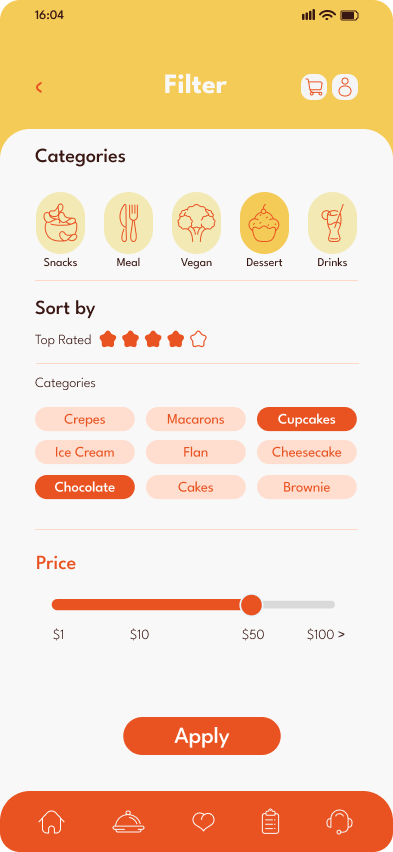 16:04
Filter
Categories
Snacks Meal Vegan Dessert Drinks
Sort by
Top Rated
Categories
Crepes Macarons Cupcakes
Ice Cream Flan Cheesecake
Chocolate Cakes Brownie
Price
$1 $10 $50 $100 >
Apply